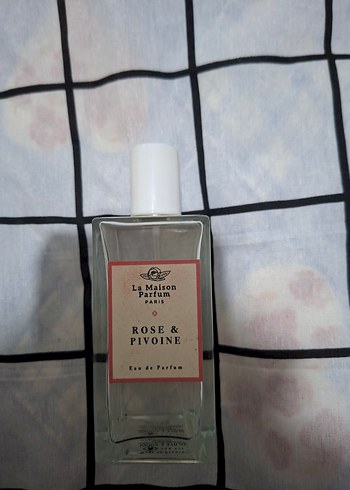 La Maison
Parfum
PARIS
ROSE &
PIVOINE
Eau de Parfum